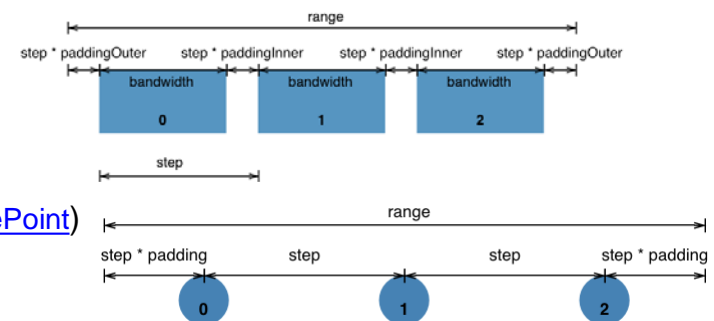 range
step * paddingOuter step * paddingInner step * paddingInner step * paddingOuter
bandwidth bandwidth bandwidth
0 1 2
step
ePoint)
range
step * padding step step step * padding
0 1 2